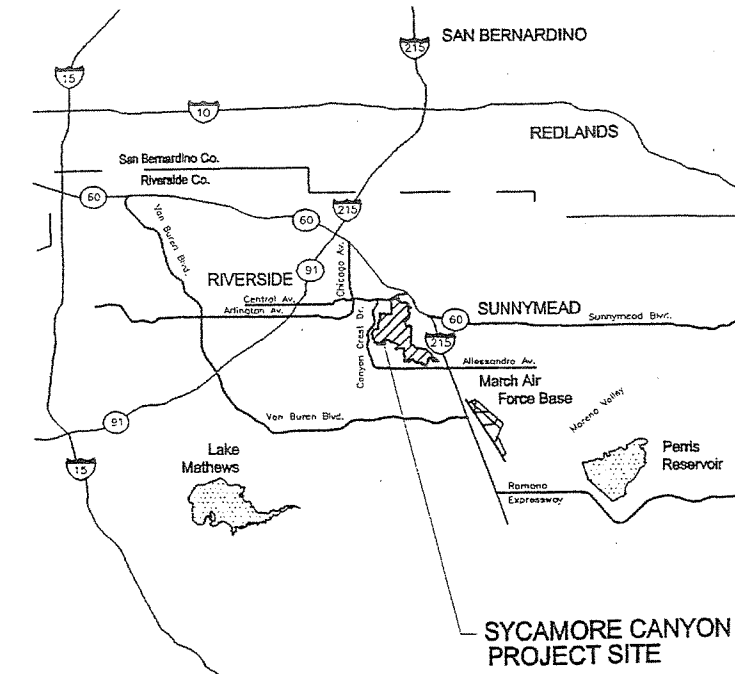 215
SAN BERNARDINO
15
10
REDLANDS
San Bernardino Co.
Riverside Co.
60
Van Buren Blvd.
60
215
91
Chicago Av.
RIVERSIDE
Central Av.
Arlington Av.
SUNNYMEAD
60
Sunnymead Blvd.
215
Canyon Crest Dr.
Allessandro Av.
March Air
Force Base
Van Buren Blvd.
91
Moreno Valley
Lake
Mathews
15
Perris
Reservoir
Ramona
Expressway
SYCAMORE CANYON
PROJECT SITE